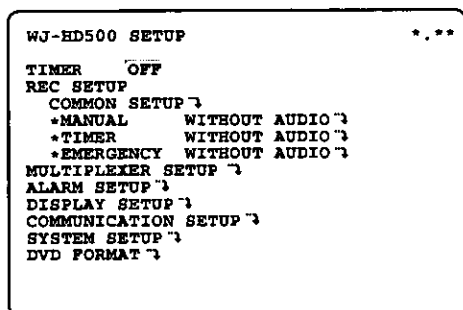 WJ-HD500 SETUP *.**
TIMER OFF
REC SETUP
COMMON SETUP↴
*MANUAL WITHOUT AUDIO↴
*TIMER WITHOUT AUDIO↴
*EMERGENCY WITHOUT AUDIO↴
MULTIPLEXER SETUP ↴
ALARM SETUP↴
DISPLAY SETUP↴
COMMUNICATION SETUP↴
SYSTEM SETUP↴
DVD FORMAT ↴